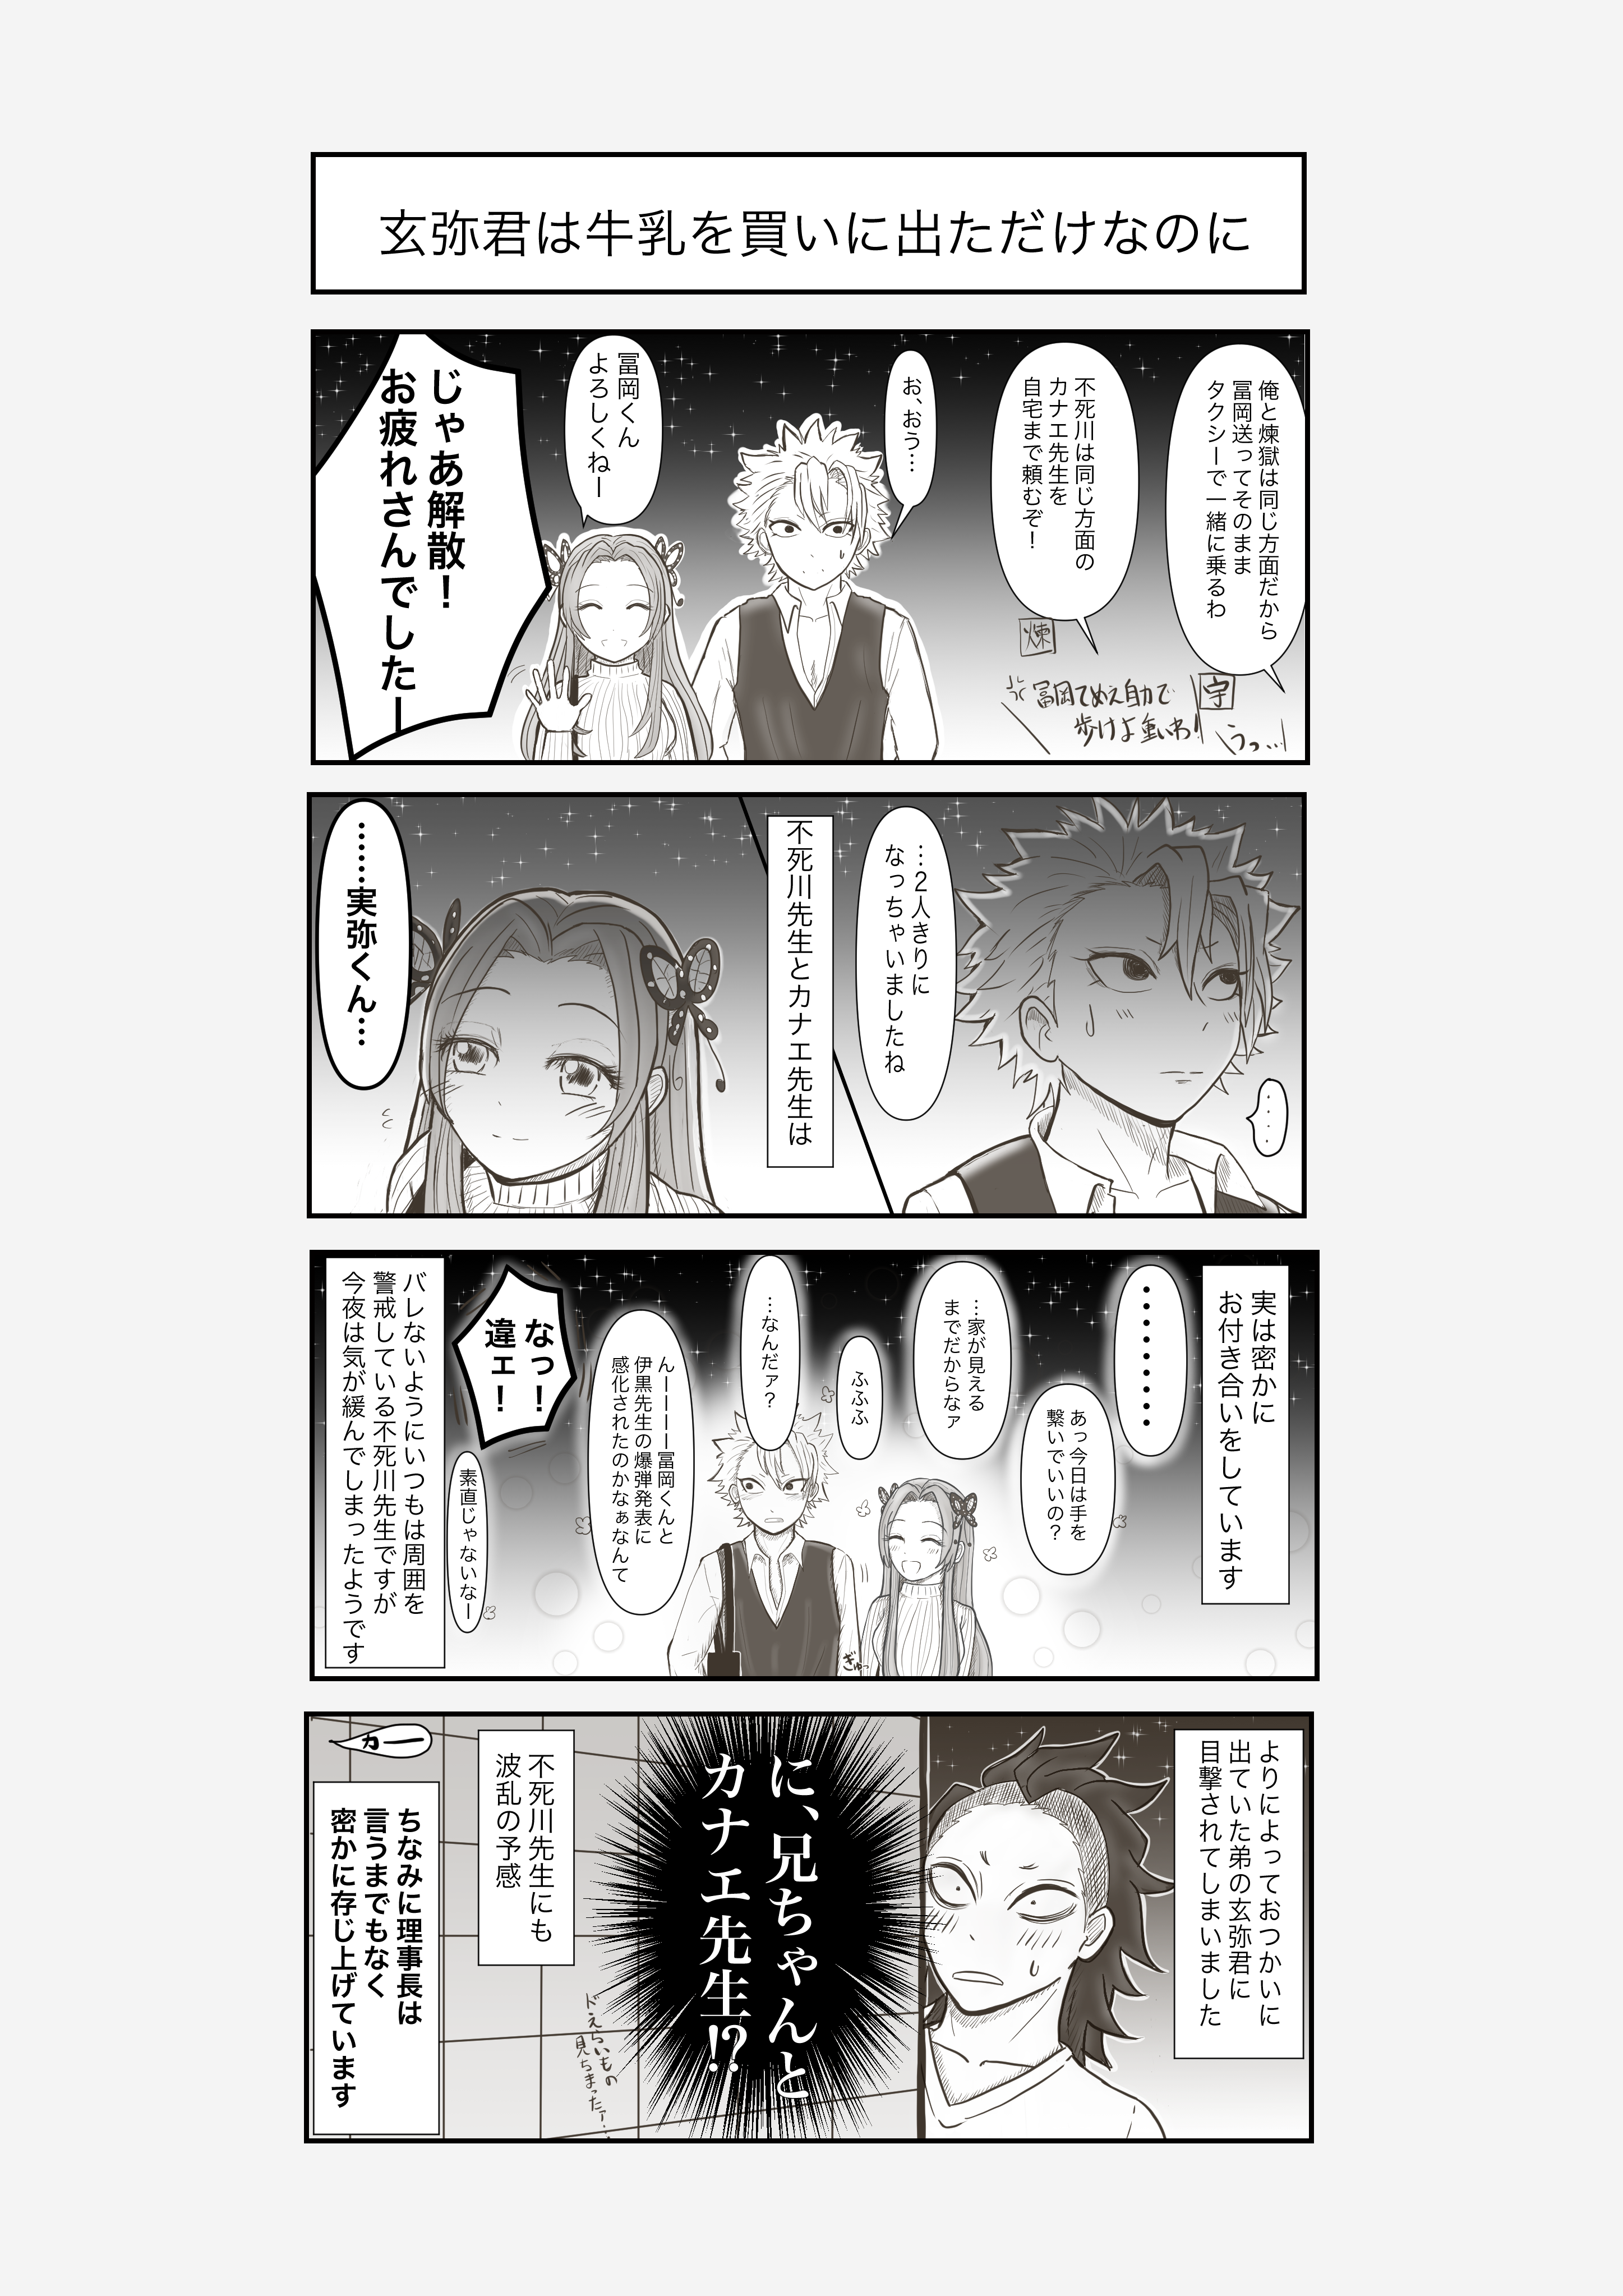 玄弥君は牛乳を買いに出ただけなのに
俺と煉獄は同じ方面だから
冨岡送ってそのまま
タクシーで一緒に乗るわ
宇
不死川は同じ方面の
カナエ先生を
自宅まで頼むぞ!
煉
冨岡てめえ自力で
歩けよ重いわ!
うっ…
お、おう…
冨岡くん
よろしくねー
じゃあ解散!
お疲れさんでしたー
‥‥
…2人きりに
なっちゃいましたね
不死川先生とカナエ先生は
……実弥くん…
実は密かに
お付き合いをしています
………
あっ今日は手を
繋いでいいの?
…家が見える
までだからなァ
ふふふ
…なんだァ?
ぎゅっ
んーーーー冨岡くんと
伊黒先生の爆弾発表に
感化されたのかなぁなんて
なっ!
違ェ!
素直じゃないなー
バレないようにいつもは周囲を
警戒している不死川先生ですが
今夜は気が緩んでしまったようです
よりによっておつかいに
出ていた弟の玄弥君に
目撃されてしまいました
に、兄ちゃんと
カナエ先生!?
ドえらいもの
見ちまったァ…
不死川先生にも
波乱の予感
カー
ちなみに理事長は
言うまでもなく
密かに存じ上げています